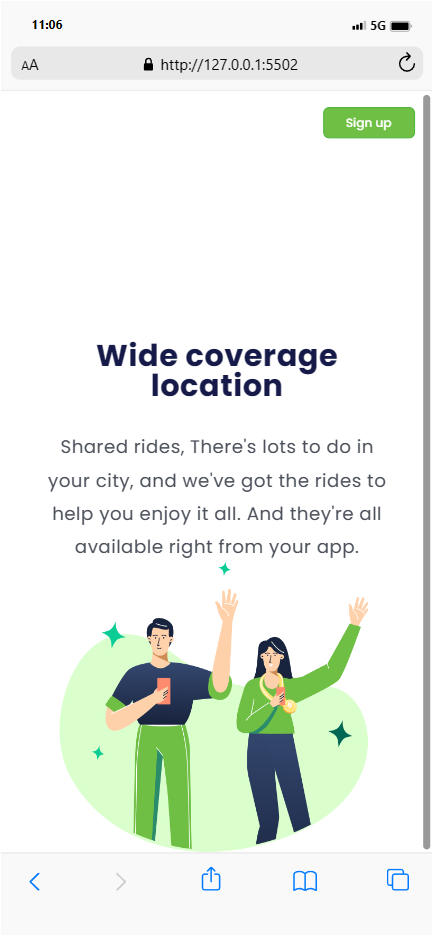 11:06
5G
AA
http://127.0.0.1:5502
Sign up
Wide coverage
location
Shared rides, There's lots to do in
your city, and we've got the rides to
help you enjoy it all. And they're all
available right from your app.